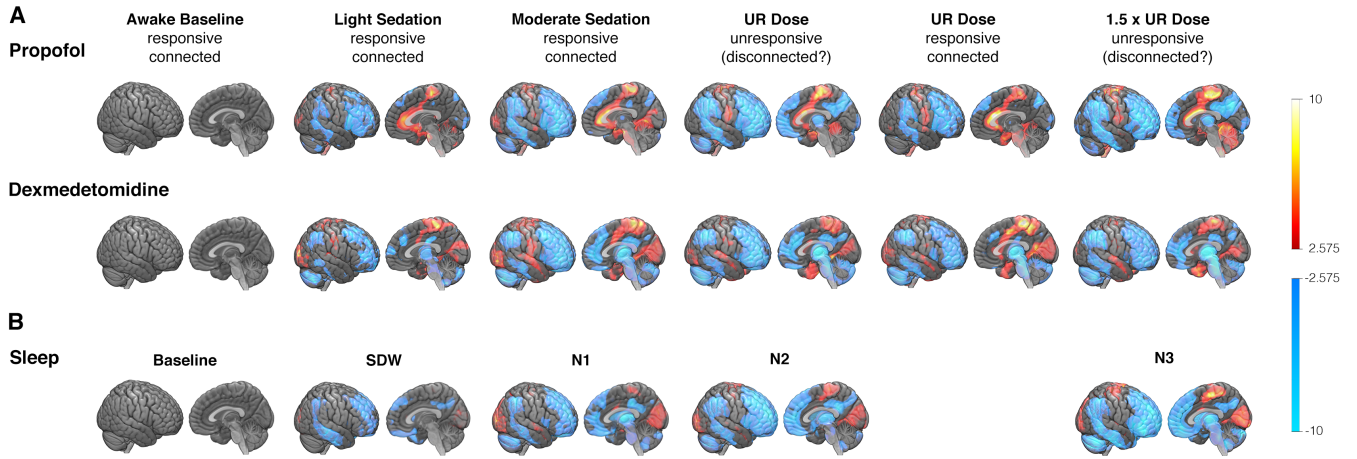 A
Propofol
Awake Baseline
responsive
connected
Light Sedation
responsive
connected
Moderate Sedation
responsive
connected
UR Dose
unresponsive
(disconnected?)
UR Dose
responsive
connected
1.5 x UR Dose
unresponsive
(disconnected?)
10
2.575
-2.575
-10
Dexmedetomidine
B
Sleep
Baseline
SDW
N1
N2
N3